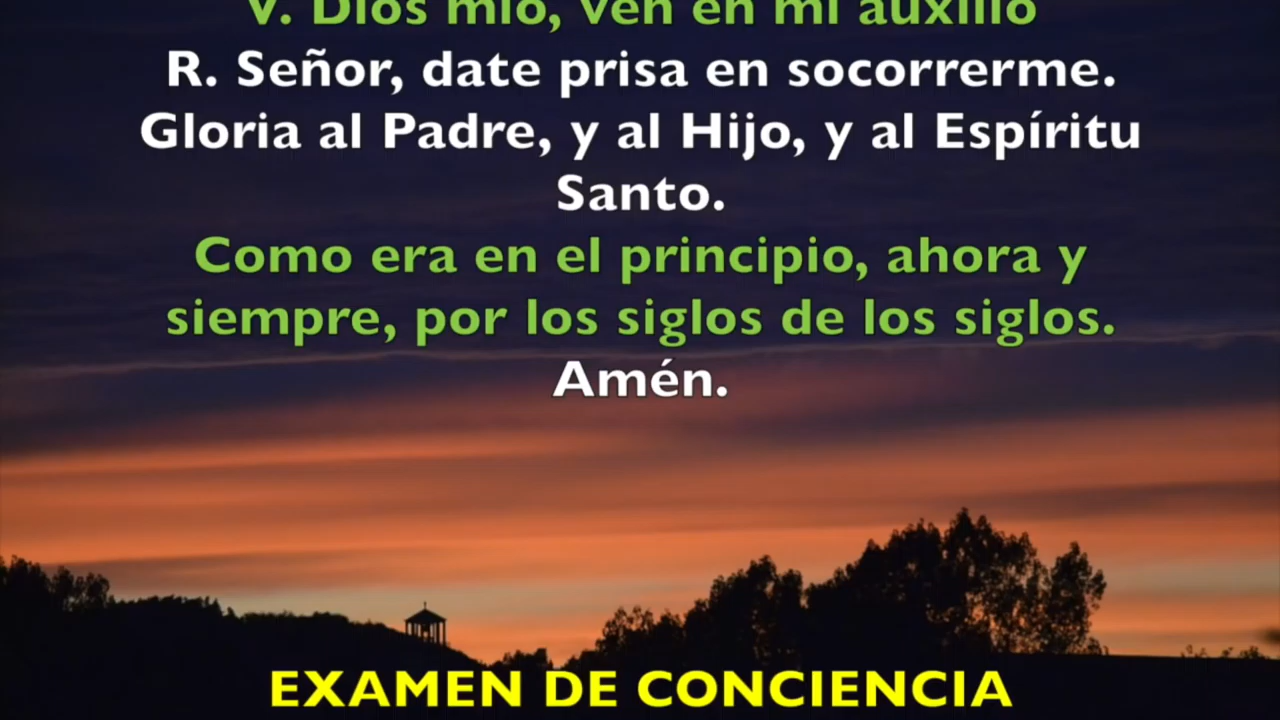 V. Dios mío, ven en mi auxilio
R. Señor, date prisa en socorrerme.
Gloria al Padre, y al Hijo, y al Espíritu
Santo.
Como era en el principio, ahora y
siempre, por los siglos de los siglos.
Amén.
EXAMEN DE CONCIENCIA